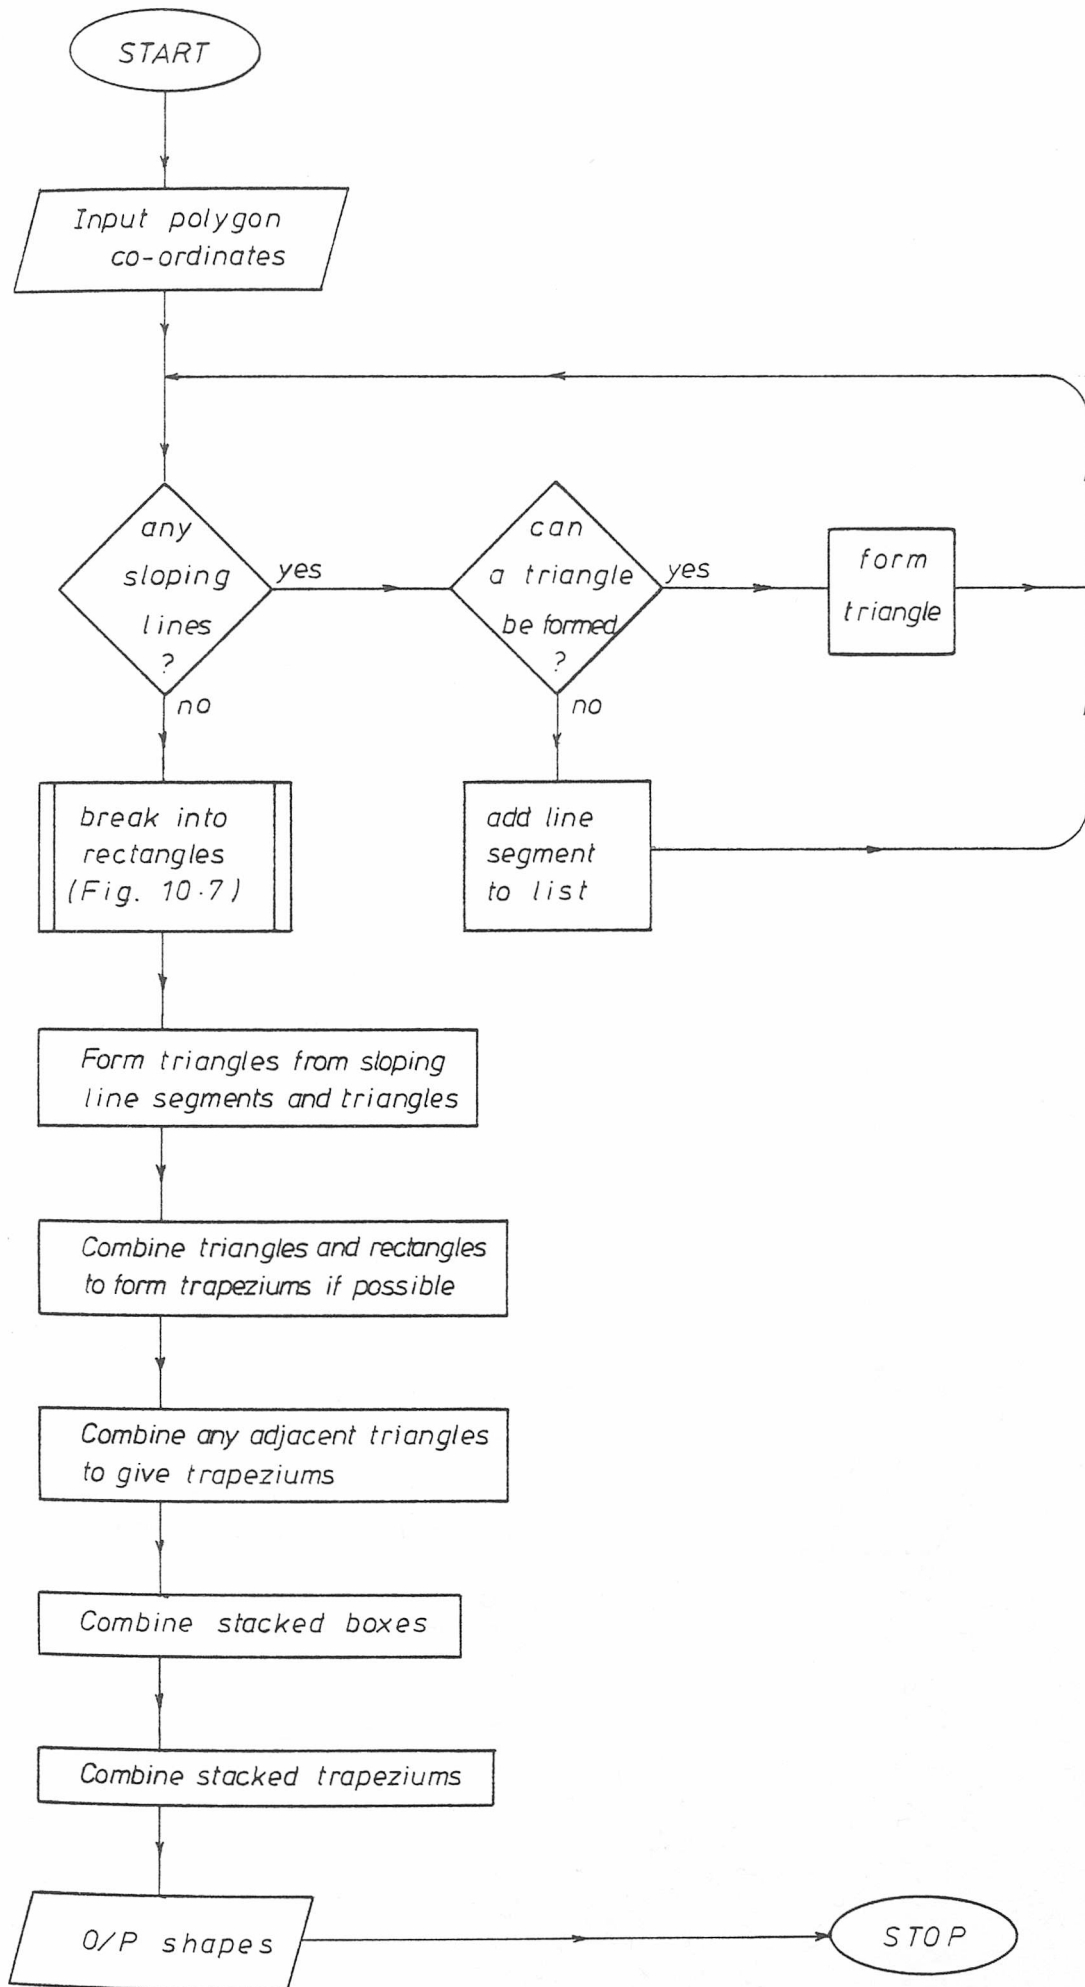 START
Input polygon
co-ordinates
any
sloping
lines
?
yes
can
a triangle
be formed
?
yes
form
triangle
no
no
break into
rectangles
(Fig. 10.7)
add line
segment
to list
Form triangles from sloping
line segments and triangles
Combine triangles and rectangles
to form trapeziums if possible
Combine any adjacent triangles
to give trapeziums
Combine stacked boxes
Combine stacked trapeziums
O/P shapes
STOP